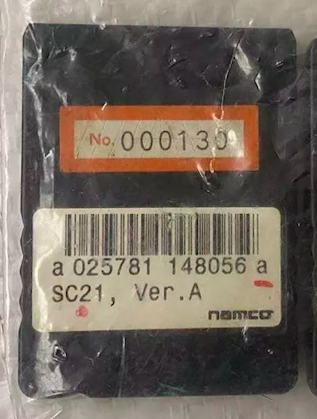 No. 000130
a 025781 148056 a
SC21, Ver.A
namco